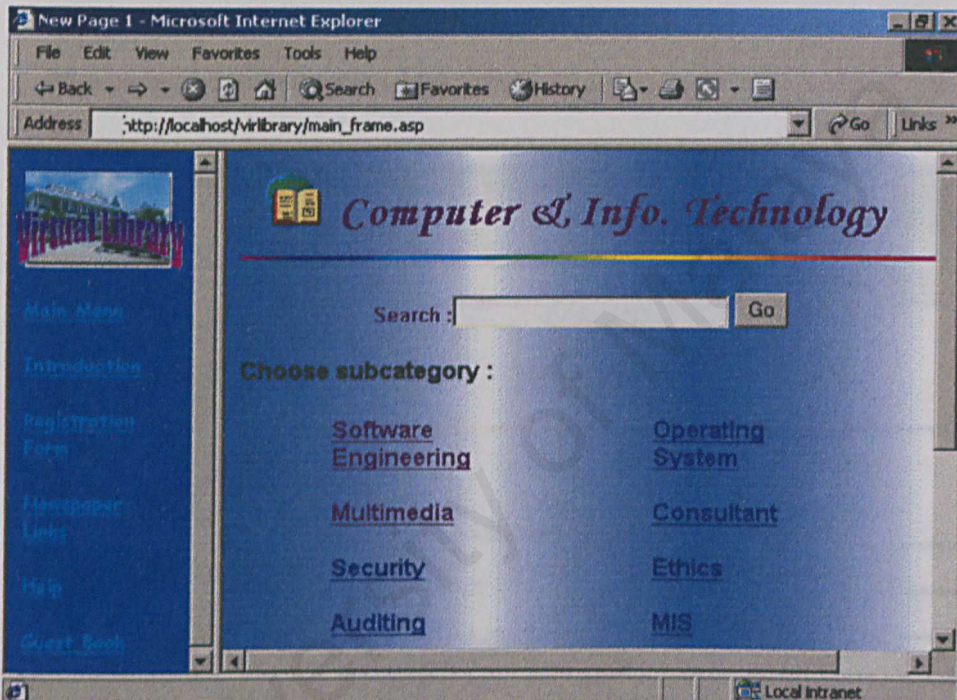 New Page 1 - Microsoft Internet Explorer
File Edit View Favorites Tools Help
Back Search Favorites History
Address http://localhost/virlibrary/main_frame.asp Go Links »
Virtual Library
Main Menu
Introduction
Registration
Form
Newspaper
Links
Help
Guest Book
Computer & Info. Technology
Search : Go
Choose subcategory :
Software
Engineering
Operating
System
Multimedia
Consultant
Security
Ethics
Auditing
MIS
Local intranet